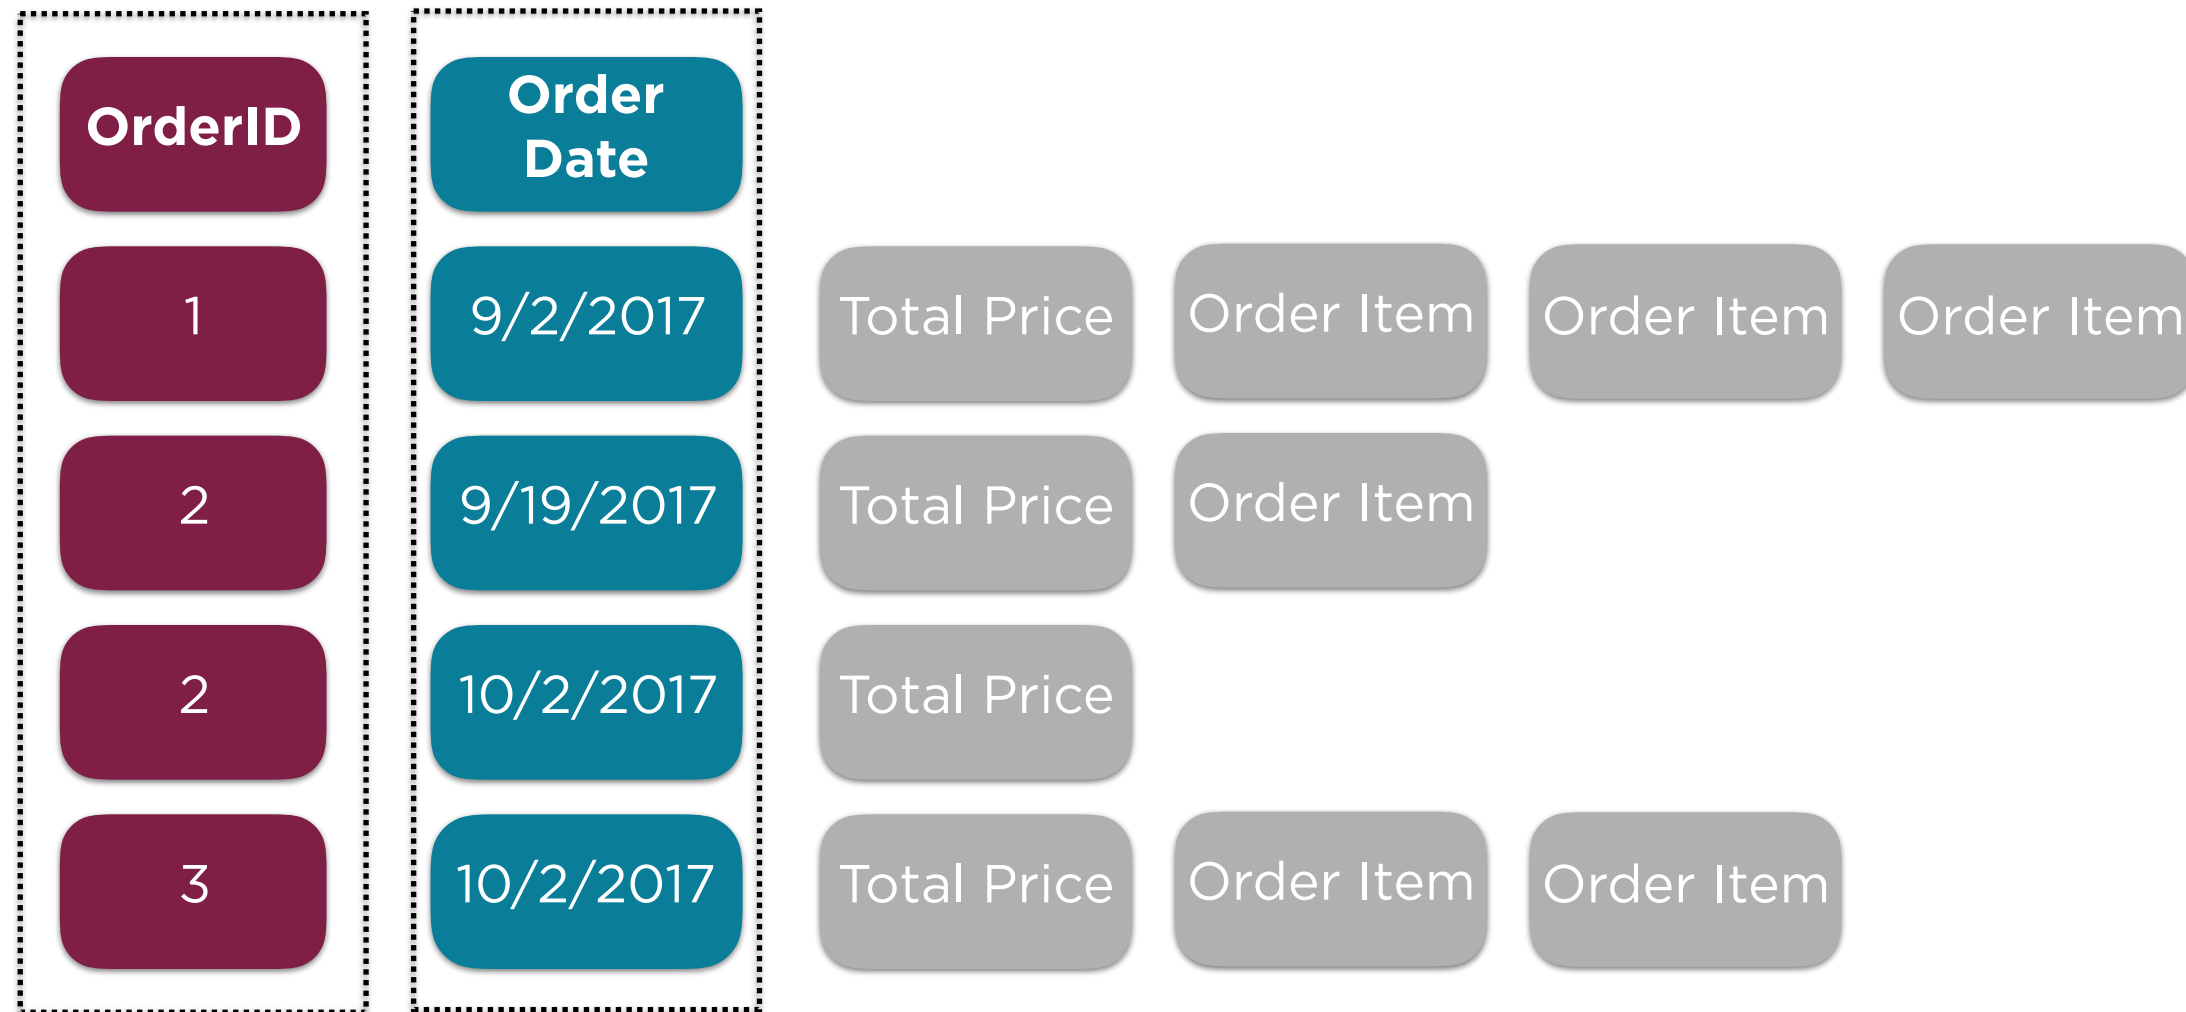 OrderID
Order
Date
1
9/2/2017
Total Price
Order Item
Order Item
Order Item
2
9/19/2017
Total Price
Order Item
2
10/2/2017
Total Price
3
10/2/2017
Total Price
Order Item
Order Item